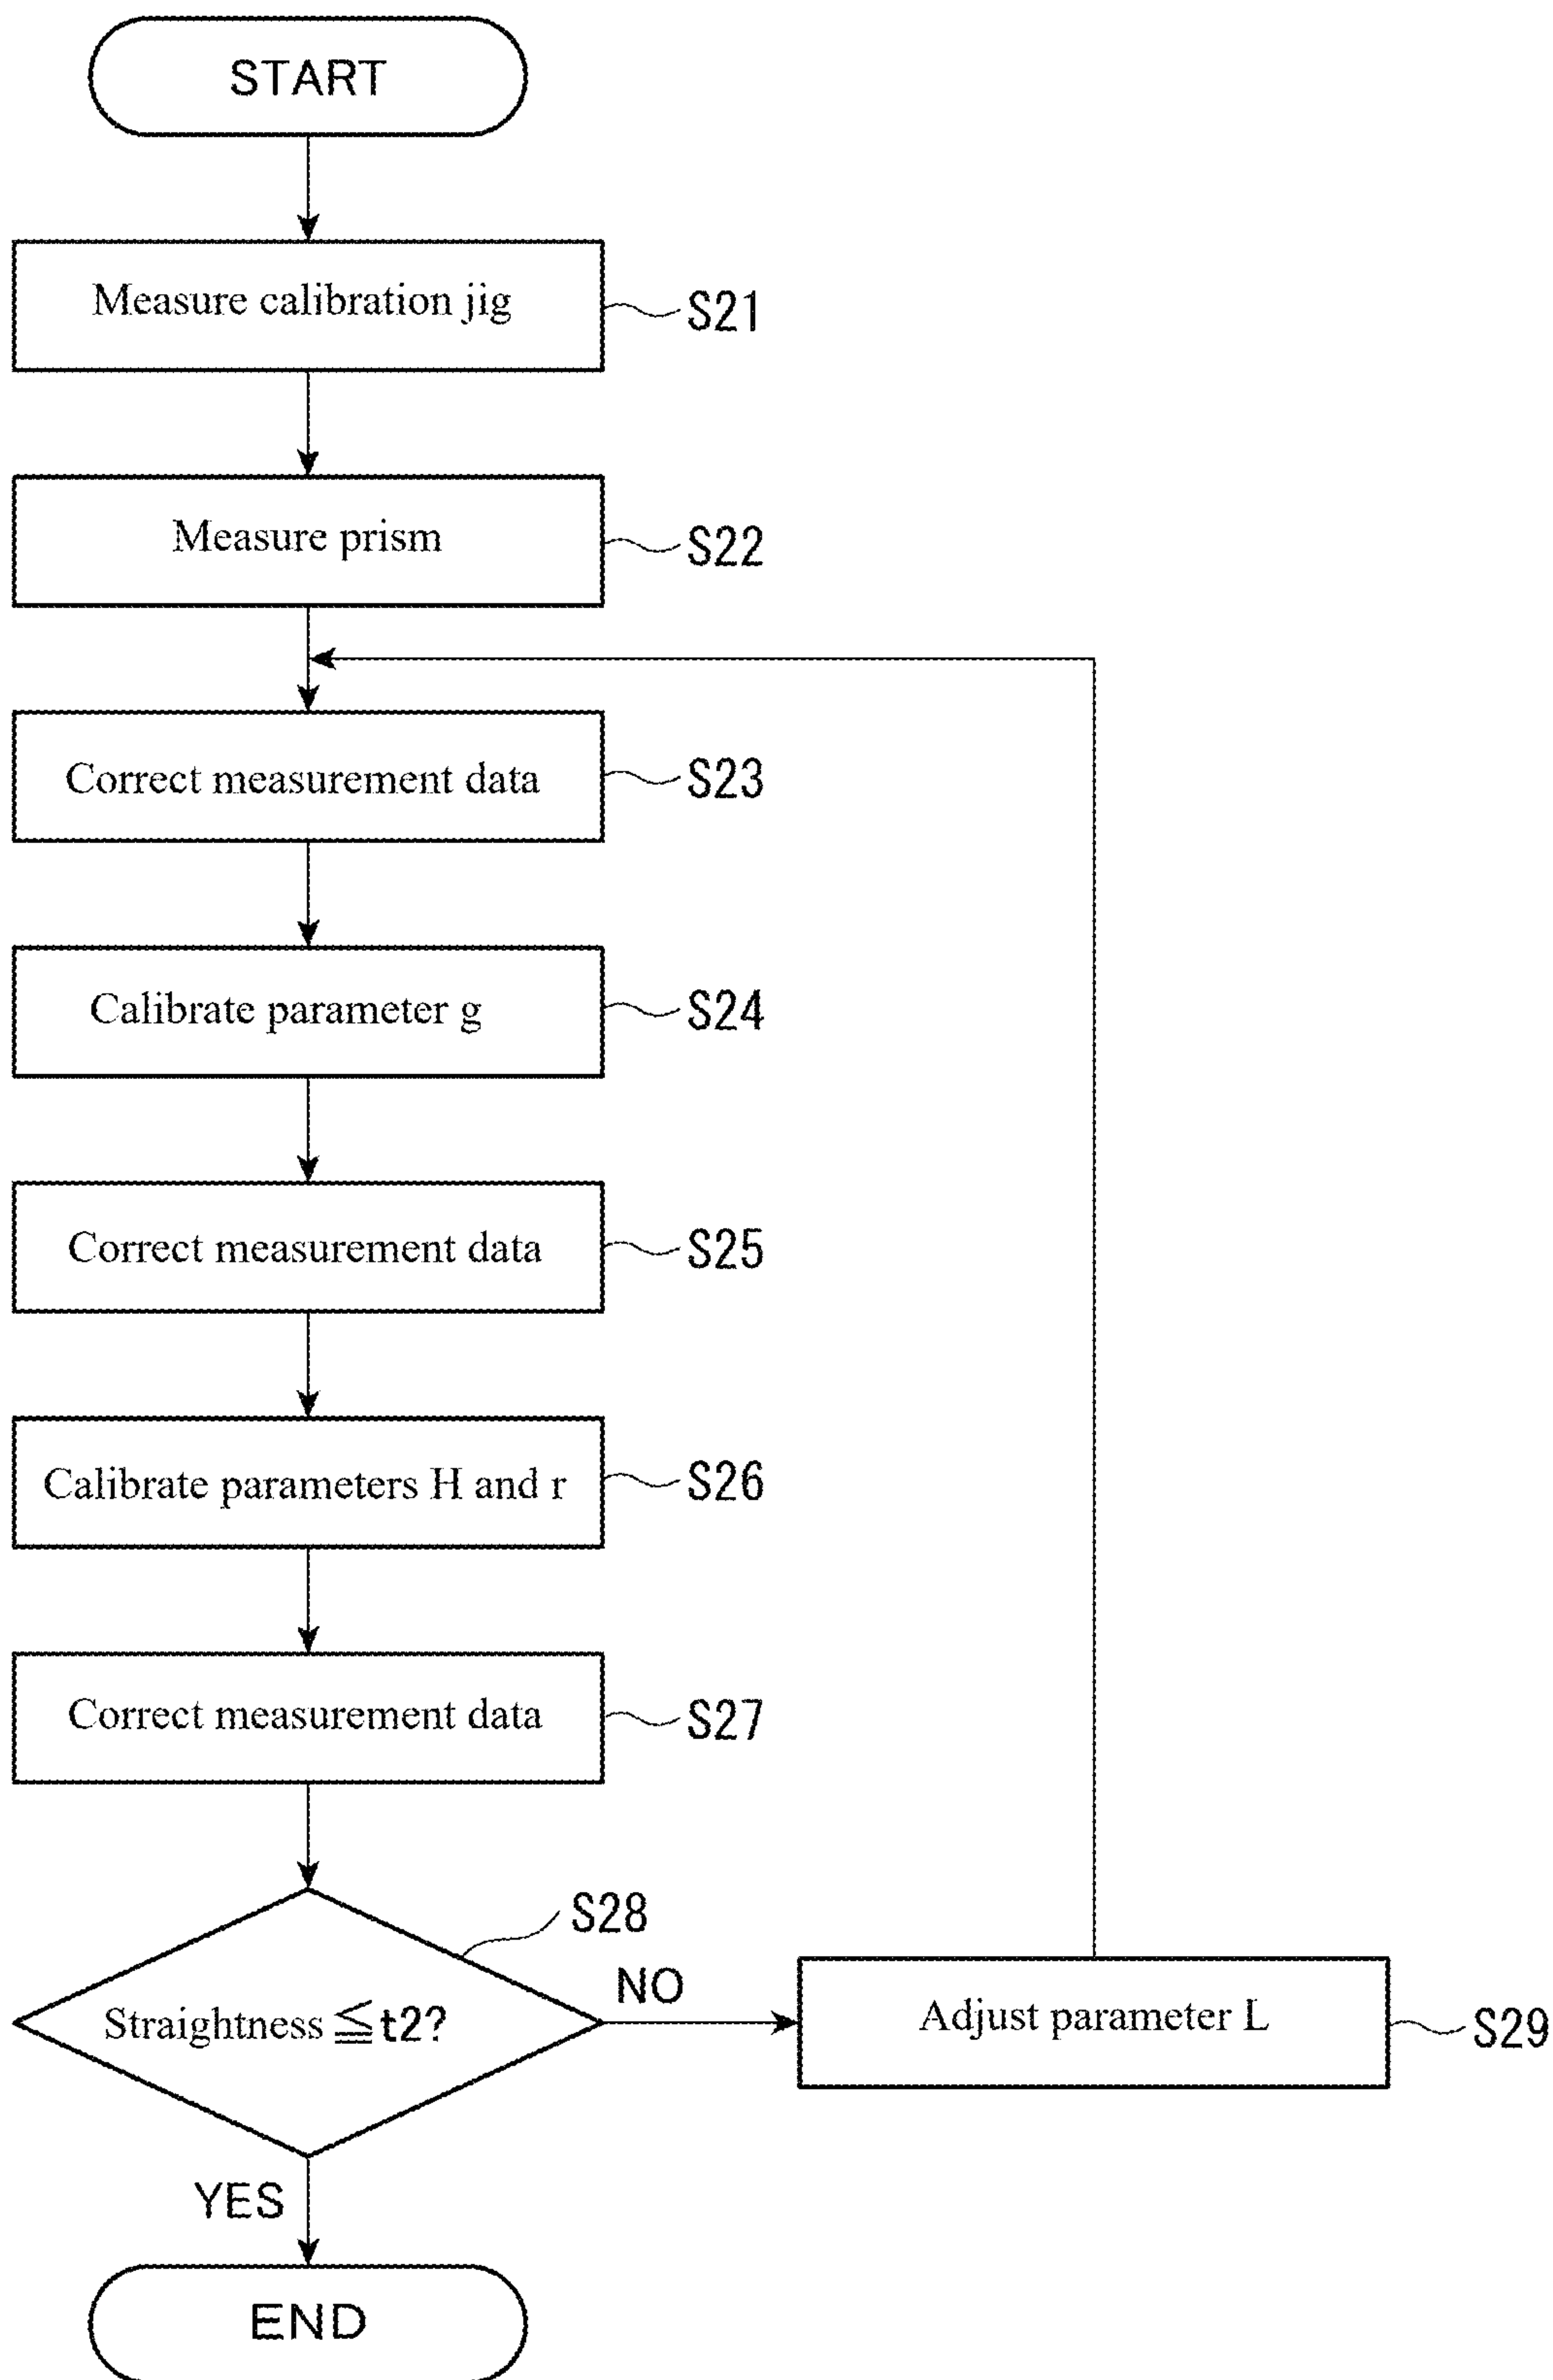 START
Measure calibration jig
S21
Measure prism
S22
Correct measurement data
S23
Calibrate parameter g
S24
Correct measurement data
S25
Calibrate parameters H and r
S26
Correct measurement data
S27
S28
Straightness ≦t2?
NO
Adjust parameter L
S29
YES
END